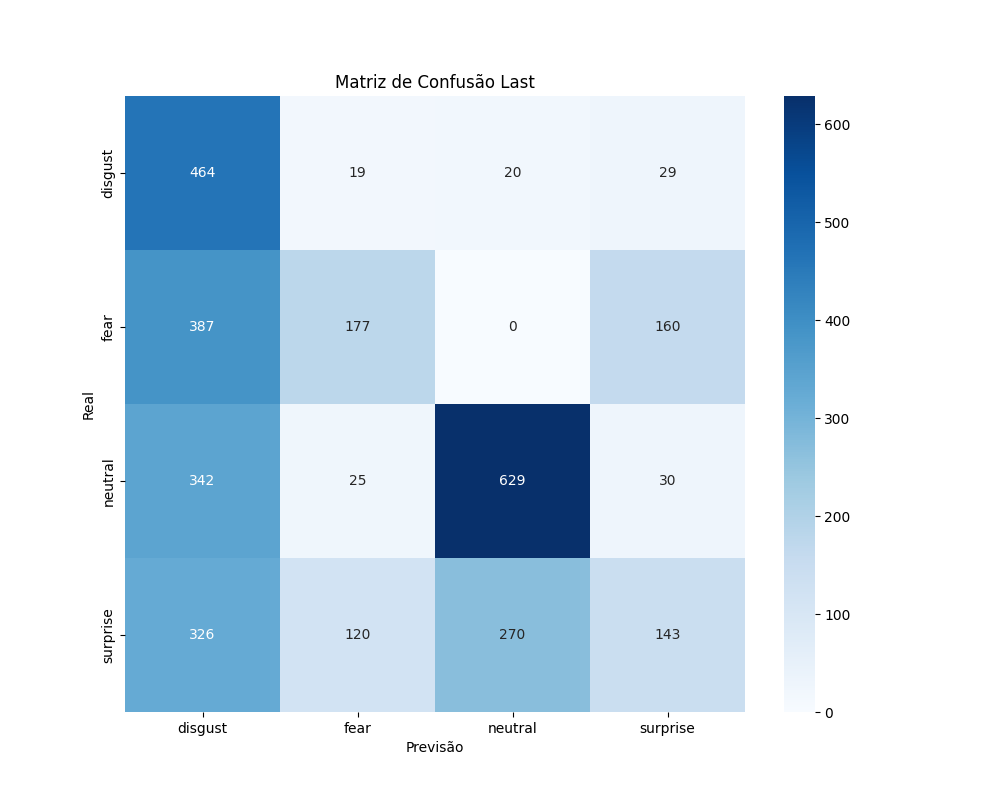 Matriz de Confusão Last
Real
disgust
464 19 20 29
fear
387 177 0 160
neutral
342 25 629 30
surprise
326 120 270 143
disgust fear neutral surprise
Previsão
600
500
400
300
200
100
0